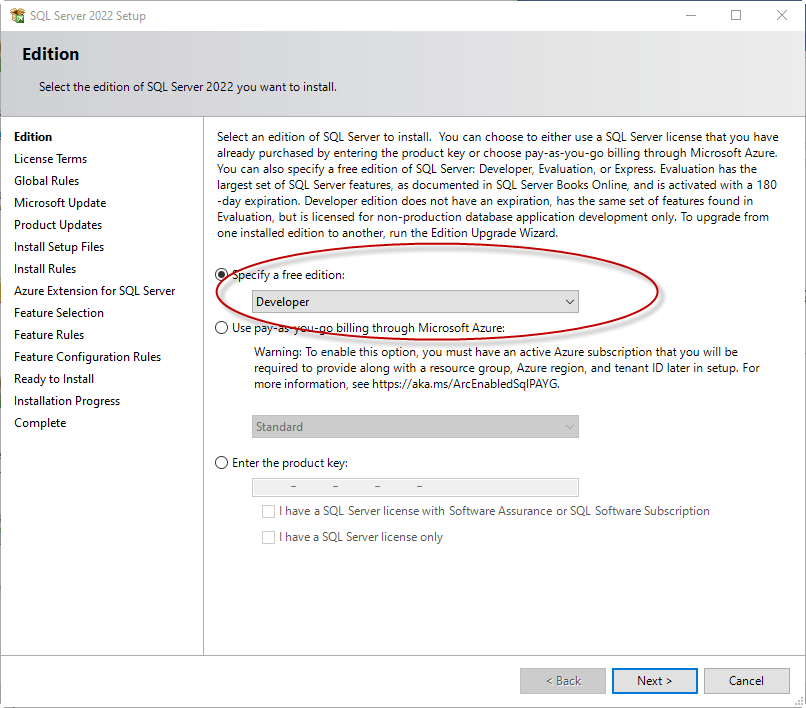 SQL Server 2022 Setup
Edition
Select the edition of SQL Server 2022 you want to install.
Edition
License Terms
Global Rules
Microsoft Update
Product Updates
Install Setup Files
Install Rules
Azure Extension for SQL Server
Feature Selection
Feature Rules
Feature Configuration Rules
Ready to Install
Installation Progress
Complete
Select an edition of SQL Server to install.  You can choose to either use a SQL Server license that you have
already purchased by entering the product key or choose pay-as-you-go billing through Microsoft Azure.
You can also specify a free edition of SQL Server: Developer, Evaluation, or Express. Evaluation has the
largest set of SQL Server features, as documented in SQL Server Books Online, and is activated with a 180
-day expiration. Developer edition does not have an expiration, has the same set of features found in
Evaluation, but is licensed for non-production database application development only. To upgrade from
one installed edition to another, run the Edition Upgrade Wizard.
Specify a free edition:
Developer
Use pay-as-you-go billing through Microsoft Azure:
Warning: To enable this option, you must have an active Azure subscription that you will be
required to provide along with a resource group, Azure region, and tenant ID later in setup. For
more information, see https://aka.ms/ArcEnabledSqlPAYG.
Standard
Enter the product key:
– – – –
I have a SQL Server license with Software Assurance or SQL Software Subscription
I have a SQL Server license only
< Back
Next >
Cancel